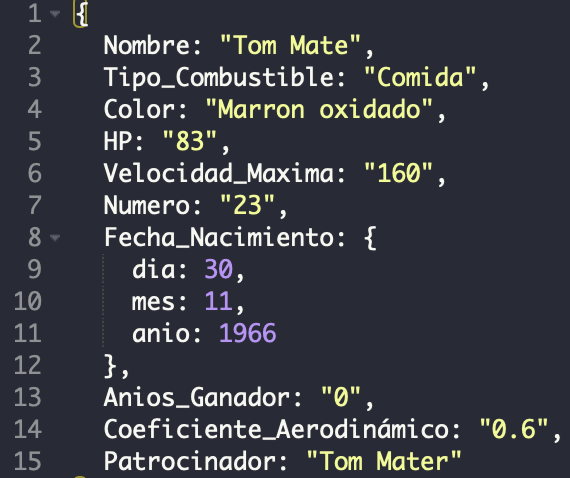 1 {
2 Nombre: "Tom Mate",
3 Tipo_Combustible: "Comida",
4 Color: "Marron oxidado",
5 HP: "83",
6 Velocidad_Maxima: "160",
7 Numero: "23",
8 Fecha_Nacimiento: {
9 dia: 30,
10 mes: 11,
11 anio: 1966
12 },
13 Anios_Ganador: "0",
14 Coeficiente_Aerodinámico: "0.6",
15 Patrocinador: "Tom Mater"